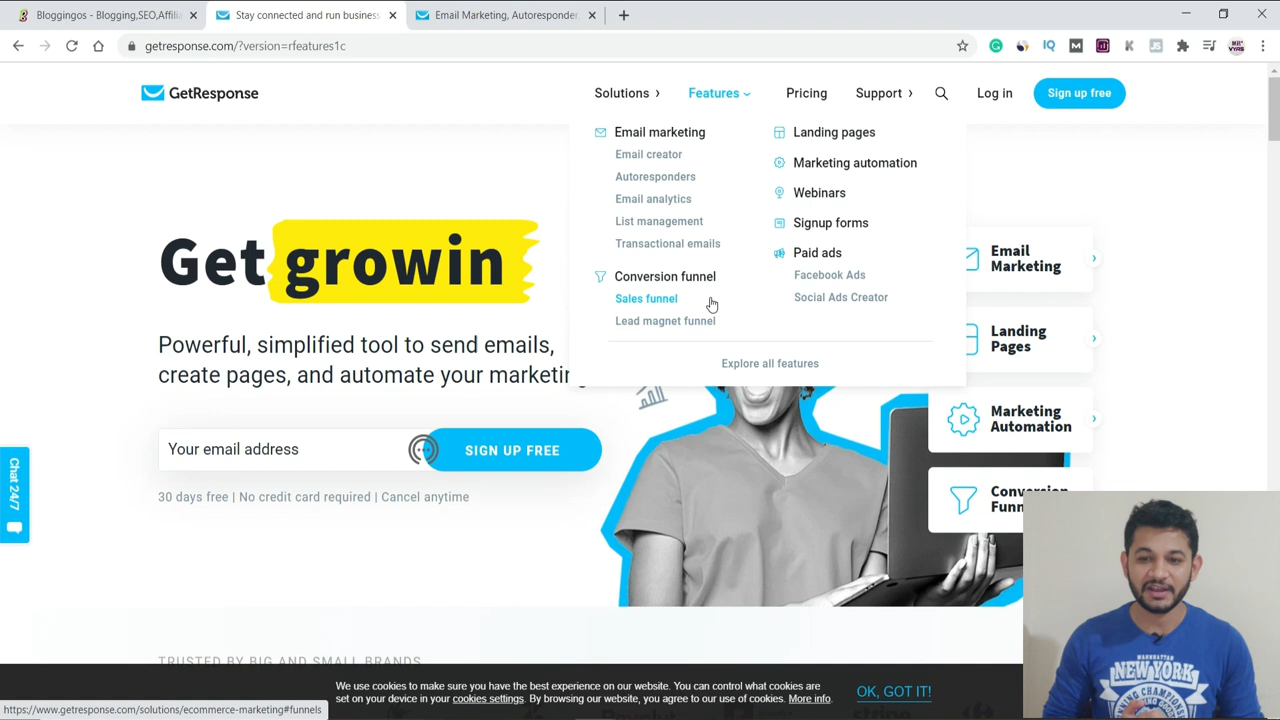 Bloggingos - Blogging,SEO,Affili
Stay connected and run business
Email Marketing, Autoresponder
getresponse.com/?version=rfeatures1c
GetResponse
Solutions
Features
Pricing
Support
Log in
Sign up free
Email marketing
Email creator
Autoresponders
Email analytics
List management
Transactional emails
Conversion funnel
Sales funnel
Lead magnet funnel
Landing pages
Marketing automation
Webinars
Signup forms
Paid ads
Facebook Ads
Social Ads Creator
Explore all features
Get growin
Powerful, simplified tool to send emails,
create pages, and automate your marketin
Your email address
SIGN UP FREE
30 days free | No credit card required | Cancel anytime
Email
Marketing
Landing
Pages
Marketing
Automation
Conversion
Funn
Chat 24/7
TRUSTED BY BIG AND SMALL BRANDS
We use cookies to make sure you have the best experience on our website. You can control what cookies are
set on your device in your cookies settings. By browsing our website, you agree to our use of cookies. More info.
OK, GOT IT!
https://www.getresponse.com/solutions/ecommerce-marketing#funnels
MANHATTAN
NEW YORK